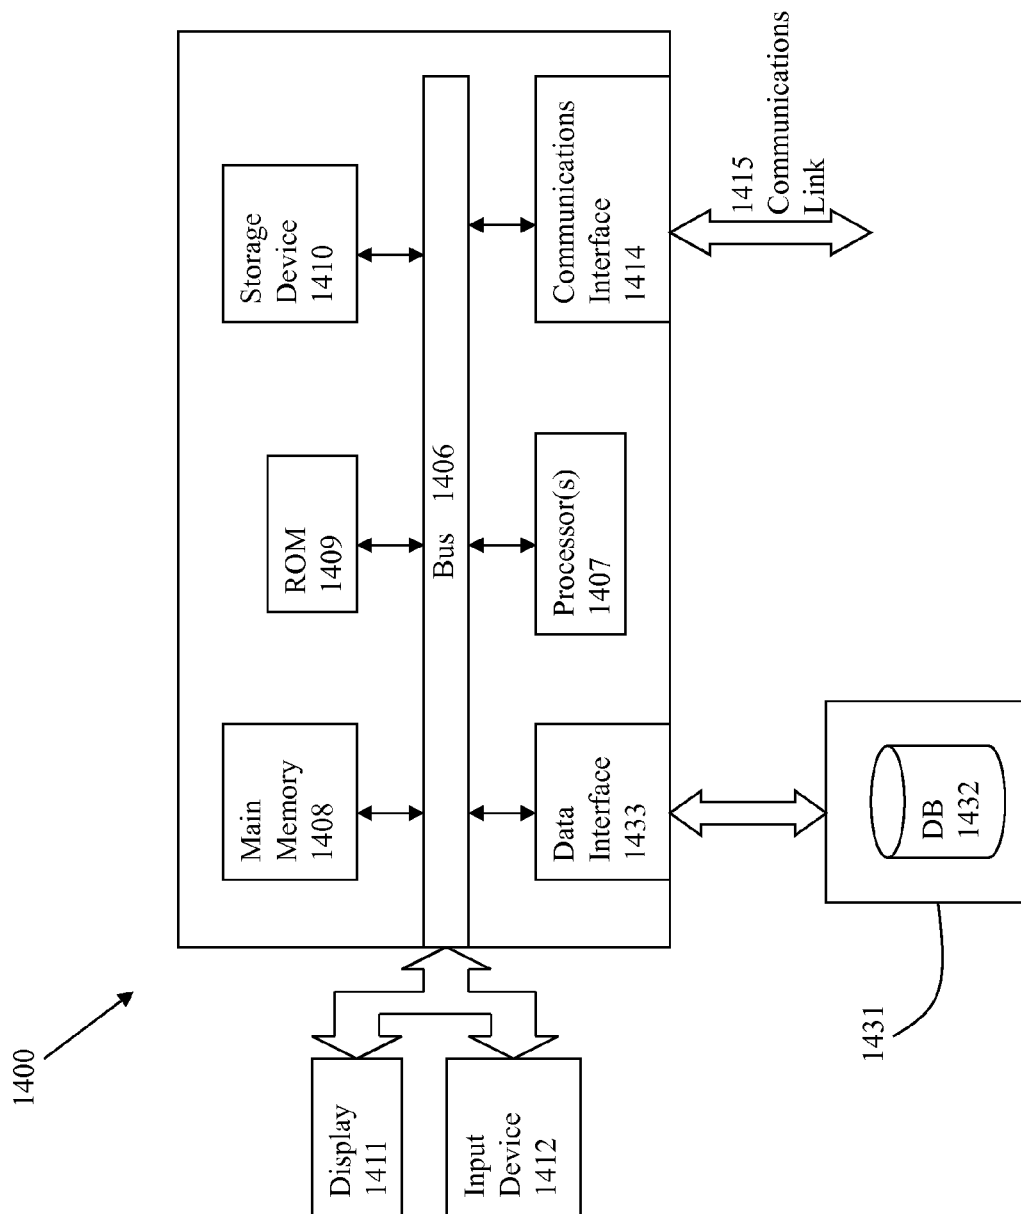 1400
Display
1411
Input
Device
1412
Main
Memory
1408
ROM
1409
Storage
Device
1410
Bus 1406
Data
Interface
1433
Processor(s)
1407
Communications
Interface
1414
1415
Communications
Link
DB
1432
1431